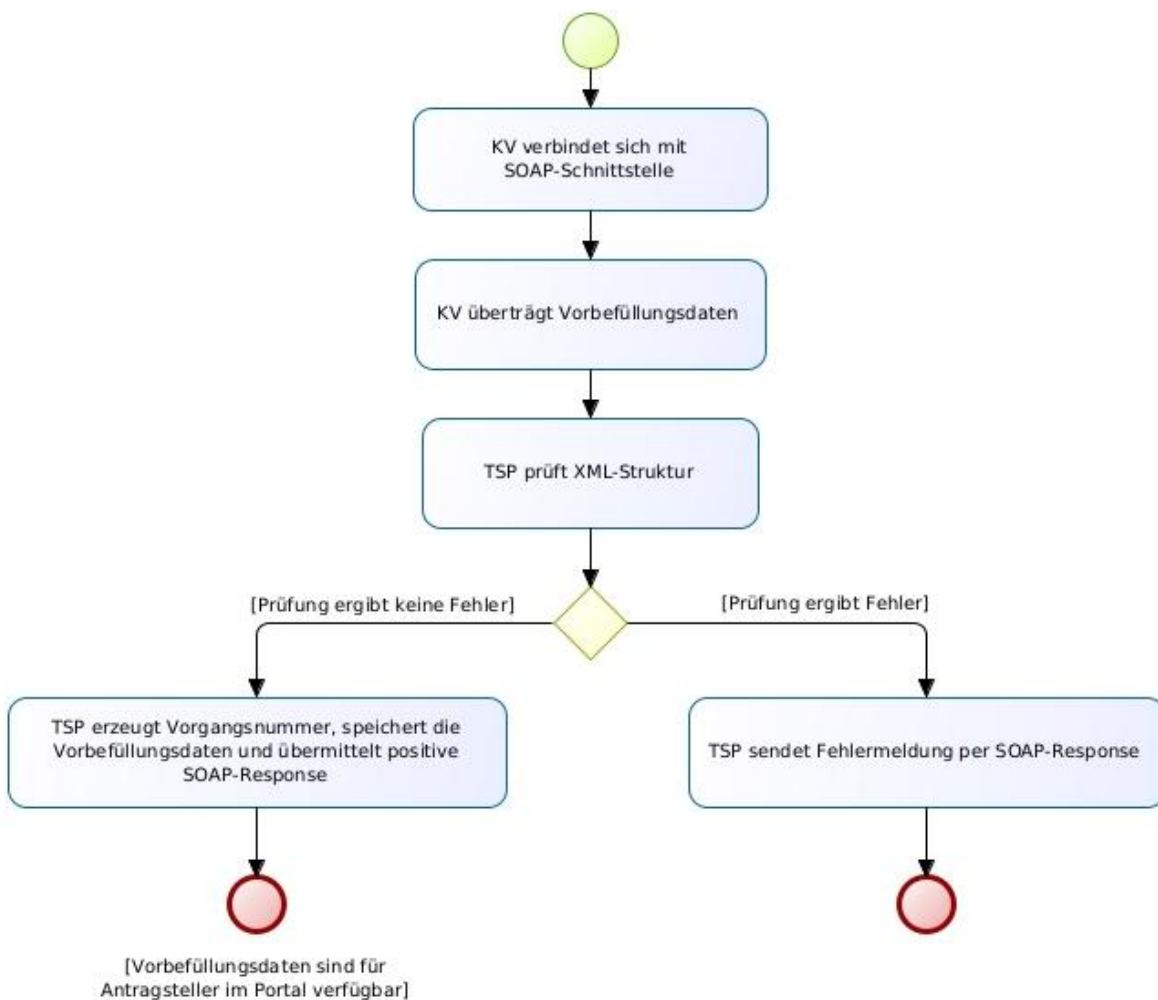 KV verbindet sich mit
SOAP-Schnittstelle
KV überträgt Vorbefüllungsdaten
TSP prüft XML-Struktur
[Prüfung ergibt keine Fehler]
[Prüfung ergibt Fehler]
TSP erzeugt Vorgangsnummer, speichert die
Vorbefüllungsdaten und übermittelt positive
SOAP-Response
TSP sendet Fehlermeldung per SOAP-Response
[Vorbefüllungsdaten sind für
Antragsteller im Portal verfügbar]